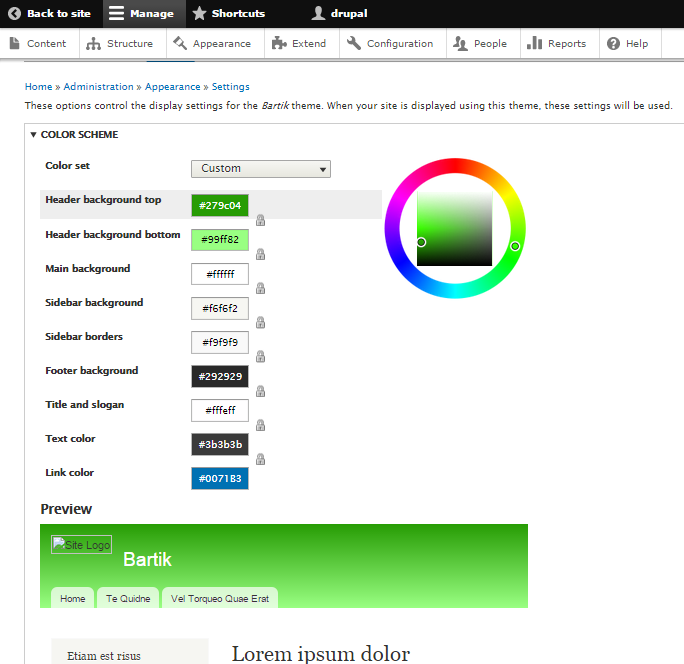 Back to site Manage Shortcuts drupal
Content Structure Appearance Extend Configuration People Reports Help
Home » Administration » Appearance » Settings
These options control the display settings for the Bartik theme. When your site is displayed using this theme, these settings will be used.
▼ COLOR SCHEME
Color set Custom
Header background top #279c04
Header background bottom #99ff82
Main background #ffffff
Sidebar background #f6f6f2
Sidebar borders #f9f9f9
Footer background #292929
Title and slogan #fffeff
Text color #3b3b3b
Link color #0071B3
Preview
Site Logo
Bartik
Home Te Quidne Vel Torqueo Quae Erat
Etiam est risus
Lorem ipsum dolor